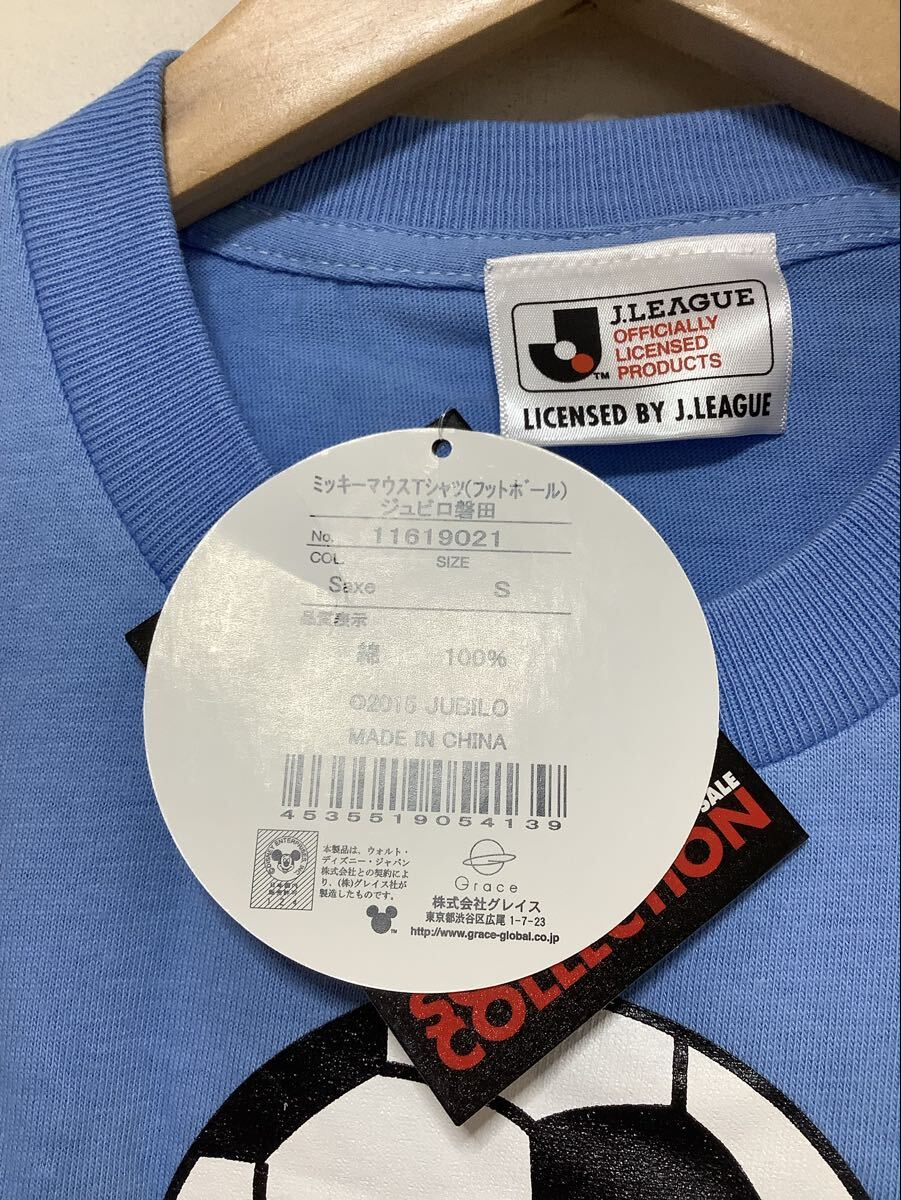 J.LEAGUE
OFFICIALLY
LICENSED
PRODUCTS
TM
LICENSED BY J.LEAGUE
ミッキーマウスTシャツ(フットボール)
ジュビロ磐田
No. 11619021
COL SIZE
Saxe S
品質表示
綿 100%
©2015 JUBILO
MADE IN CHINA
4535519054139
本製品は、ウォルト・
ディズニー・ジャパン
株式会社との契約によ
り、(株)グレイス社が
製造したものです。
TM
Grace
株式会社グレイス
東京都渋谷区広尾 1-7-23
http://www.grace-global.co.jp
SALE
COLLECTION